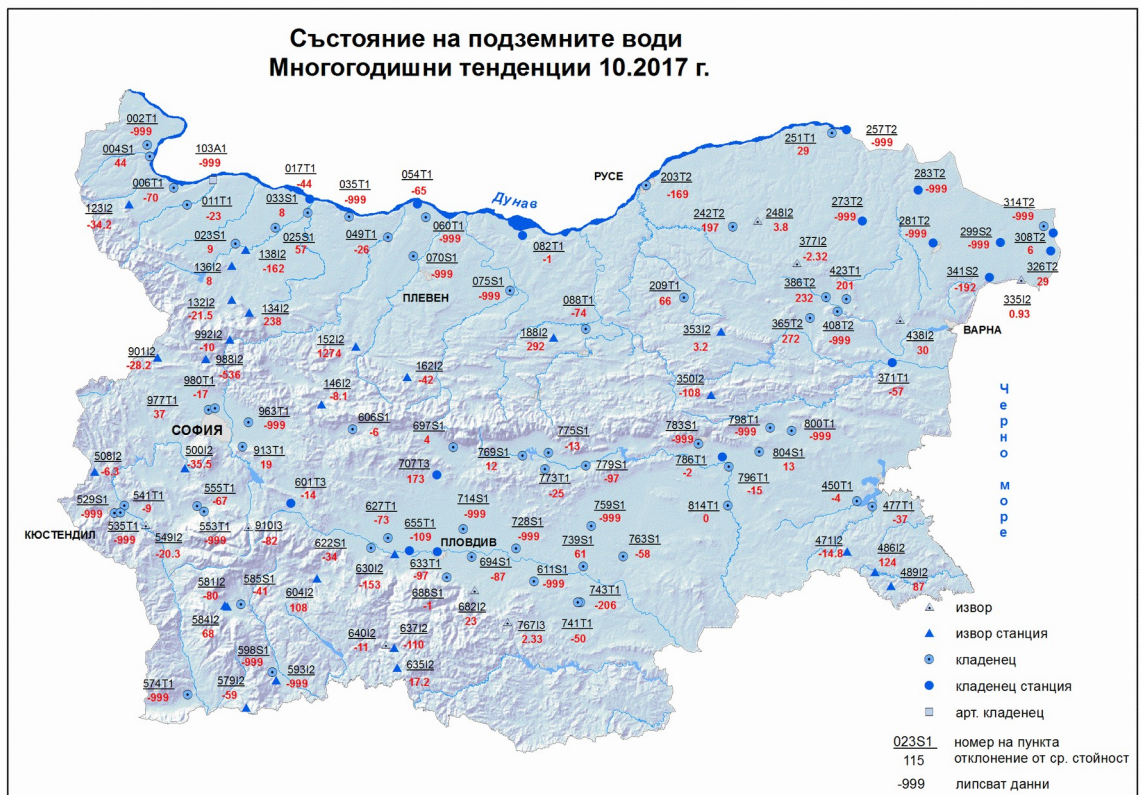 Състояние на подземните води
Многогодишни тенденции 10.2017 г.
002T1
-999
004S1
44
103A1
-999
006T1
-70
011T1
-23
123I2
-34.2
017T1
-44
033S1
8
035T1
-999
054T1
-65
Дунав
РУСЕ
203T2
-169
251T1
29
257T2
-999
283T2
-999
314T2
-999
273T2
-999
281T2
-999
299S2
-999
308T2
6
326T2
29
341S2
-192
335I2
0.93
242T2
197
248I2
3.8
377I2
-2.32
423T1
201
386T2
232
365T2
272
408T2
-999
438I2
30
ВАРНА
371T1
-57
023S1
9
025S1
57
138I2
-162
136I2
8
049T1
-26
060T1
-999
070S1
-999
082T1
-1
075S1
-999
ПЛЕВЕН
088T1
-74
209T1
66
132I2
-21.5
134I2
238
992I2
-10
988I2
-536
901I2
-28.2
152I2
1274
162I2
-42
188I2
292
353I2
3.2
350I2
-108
146I2
-8.1
980T1
-17
977T1
37
963T1
-999
СОФИЯ
606S1
-6
697S1
4
775S1
-13
783S1
-999
798T1
-999
800T1
-999
804S1
13
786T1
-2
796T1
-15
769S1
12
773T1
-25
779S1
-97
913T1
19
500I2
-35.5
508I2
-6.3
707T3
173
601T3
-14
529S1
-999
541T1
-9
535T1
-999
КЮСТЕНДИЛ
549I2
-20.3
555T1
-67
553T1
-999
910I3
-82
627T1
-73
655T1
-109
ПЛОВДИВ
714S1
-999
728S1
-999
759S1
-999
739S1
61
763S1
-58
814T1
0
450T1
-4
477T1
-37
471I2
-14.8
486I2
124
489I2
87
622S1
-34
630I2
-153
633T1
-97
694S1
-87
688S1
-1
611S1
-999
682I2
23
743T1
-206
741T1
-50
767I3
2.33
581I2
-80
585S1
-41
584I2
68
604I2
108
640I2
-11
637I2
-110
635I2
17.2
598S1
-999
593I2
-999
579I2
-59
574T1
-999
Черно море
извор
извор станция
кладенец
кладенец станция
арт. кладенец
023S1 номер на пункта
115 отклонение от ср. стойност
-999 липсват данни